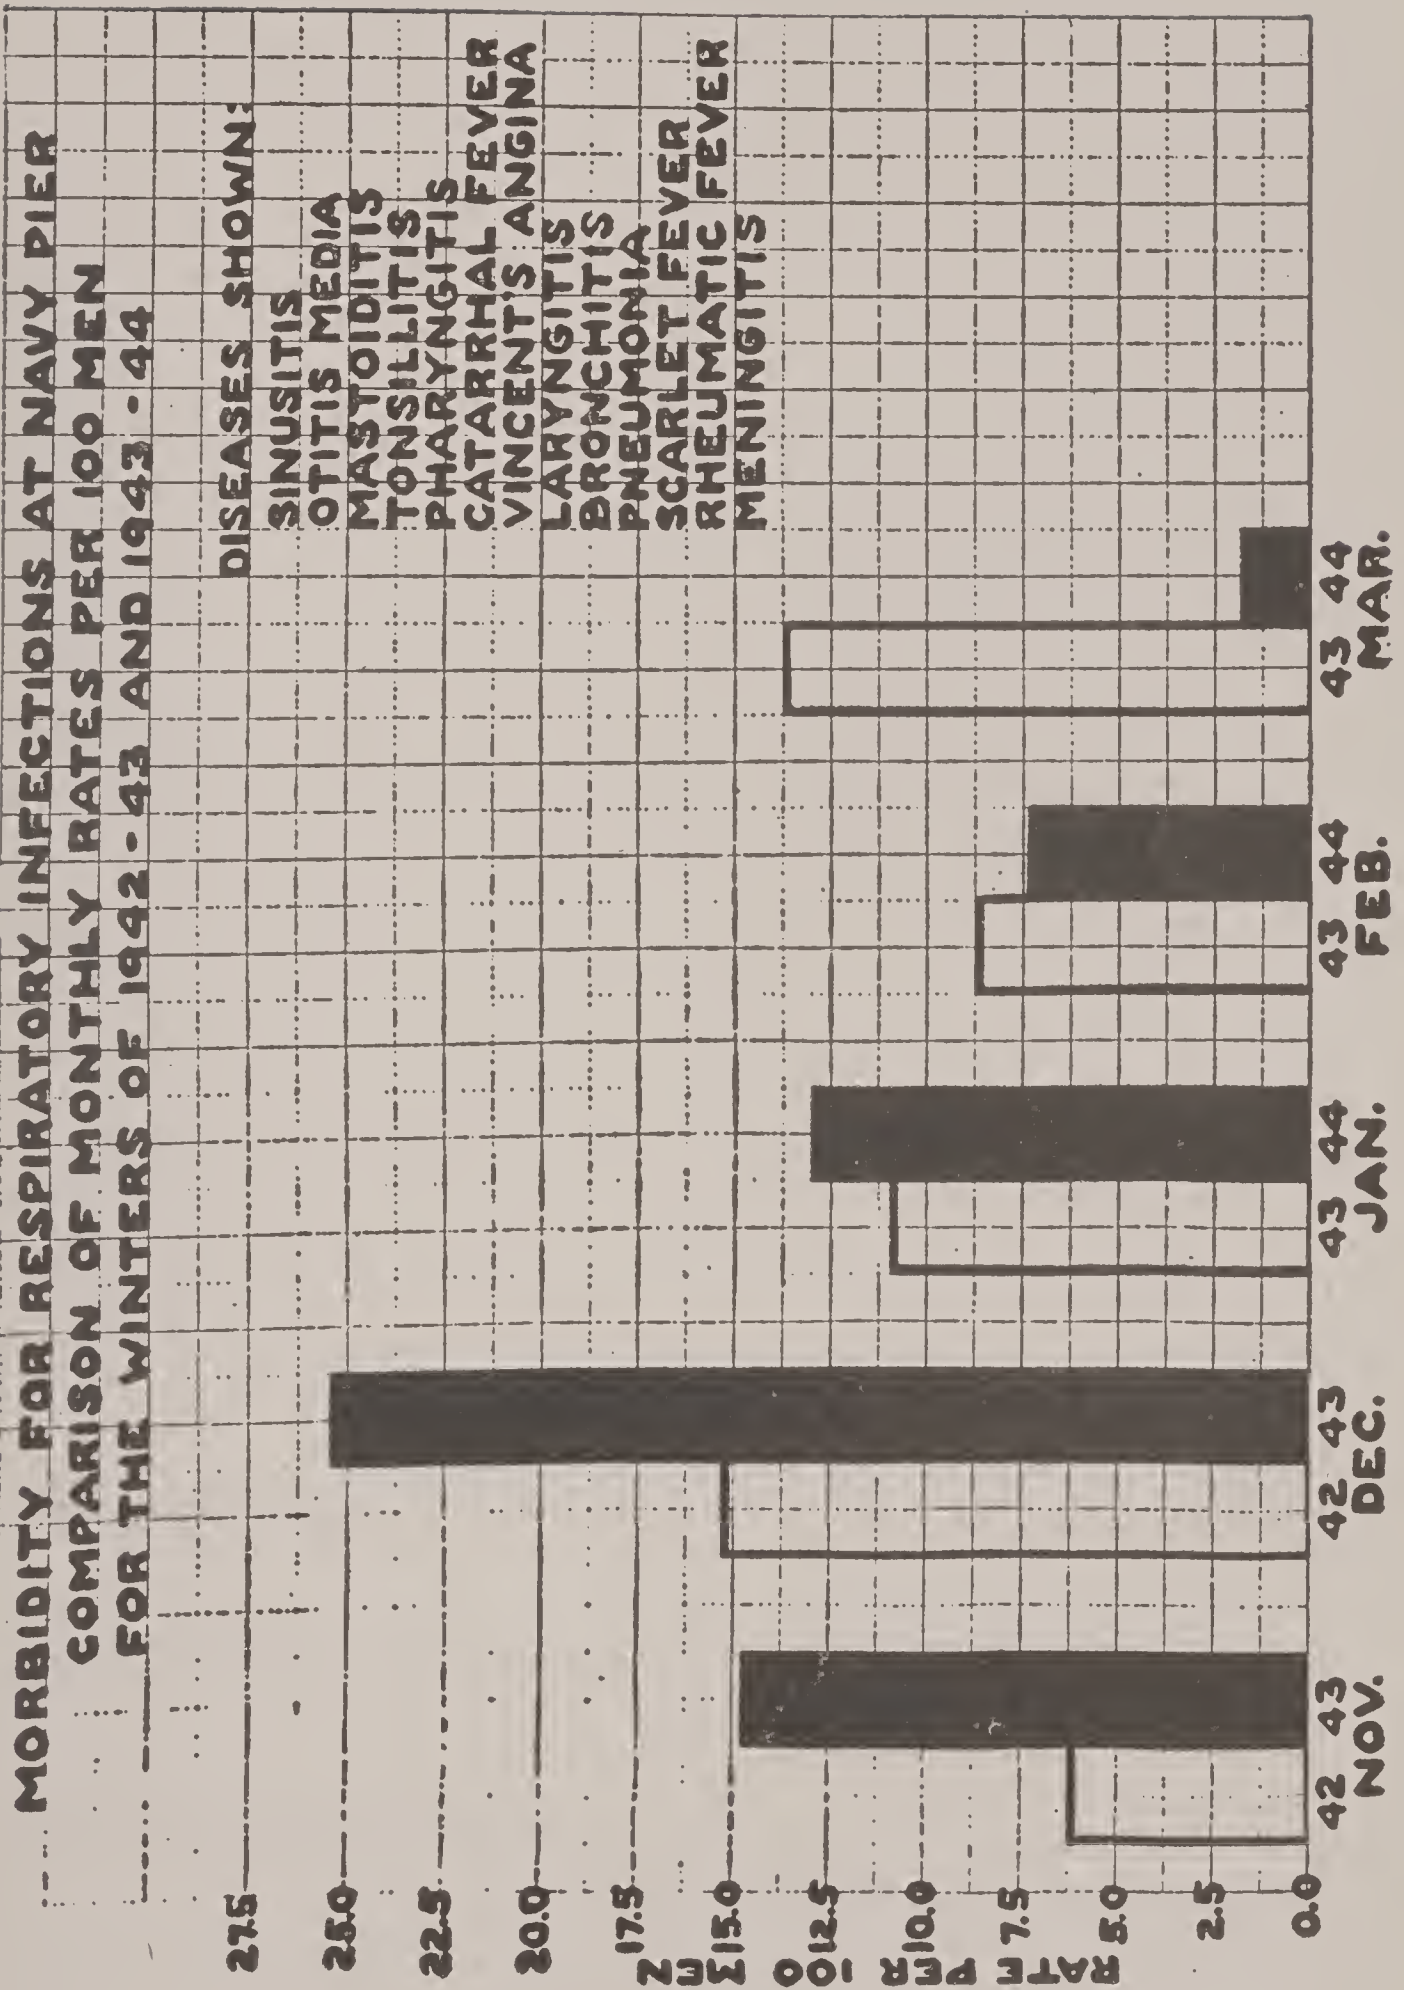 MORBIDITY FOR RESPIRATORY INFECTIONS AT NAVY PIER
COMPARISON OF MONTHLY RATES PER 100 MEN
FOR THE WINTERS OF 1942-43 AND 1943-44
DISEASES SHOWN:
SINUSITIS
OTITIS MEDIA
MASTOIDITIS
TONSILLITIS
PHARYNGITIS
CATARRHAL FEVER
VINCENT'S ANGINA
LARYNGITIS
BRONCHITIS
PNEUMONIA
SCARLET FEVER
RHEUMATIC FEVER
MENINGITIS
RATE PER 100 MEN
27.5
25.0
22.5
20.0
17.5
15.0
12.5
10.0
7.5
5.0
2.5
0.0
42 43 42 43 43 44 43 44 43 44
NOV. DEC. JAN. FEB. MAR.